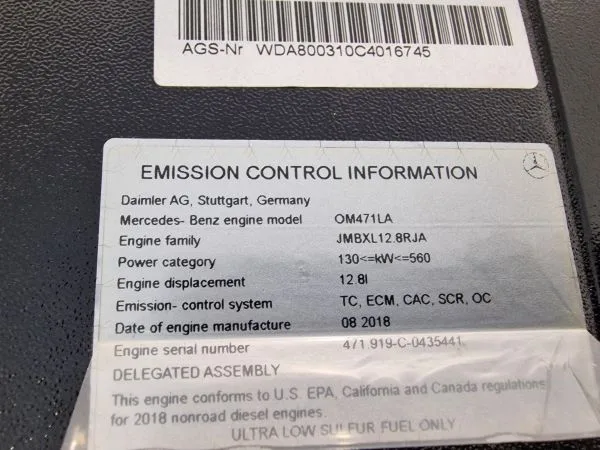 AGS-Nr WDA800310C4016745
EMISSION CONTROL INFORMATION
Daimler AG, Stuttgart, Germany
Mercedes- Benz engine model OM471LA
Engine family JMBXL12.8RJA
Power category 130<=kW<=560
Engine displacement 12.8l
Emission- control system TC, ECM, CAC, SCR, OC
Date of engine manufacture 08 2018
Engine serial number 471.919-C-0435441
DELEGATED ASSEMBLY
This engine conforms to U.S. EPA, California and Canada regulations
for 2018 nonroad diesel engines.
ULTRA LOW SULFUR FUEL ONLY